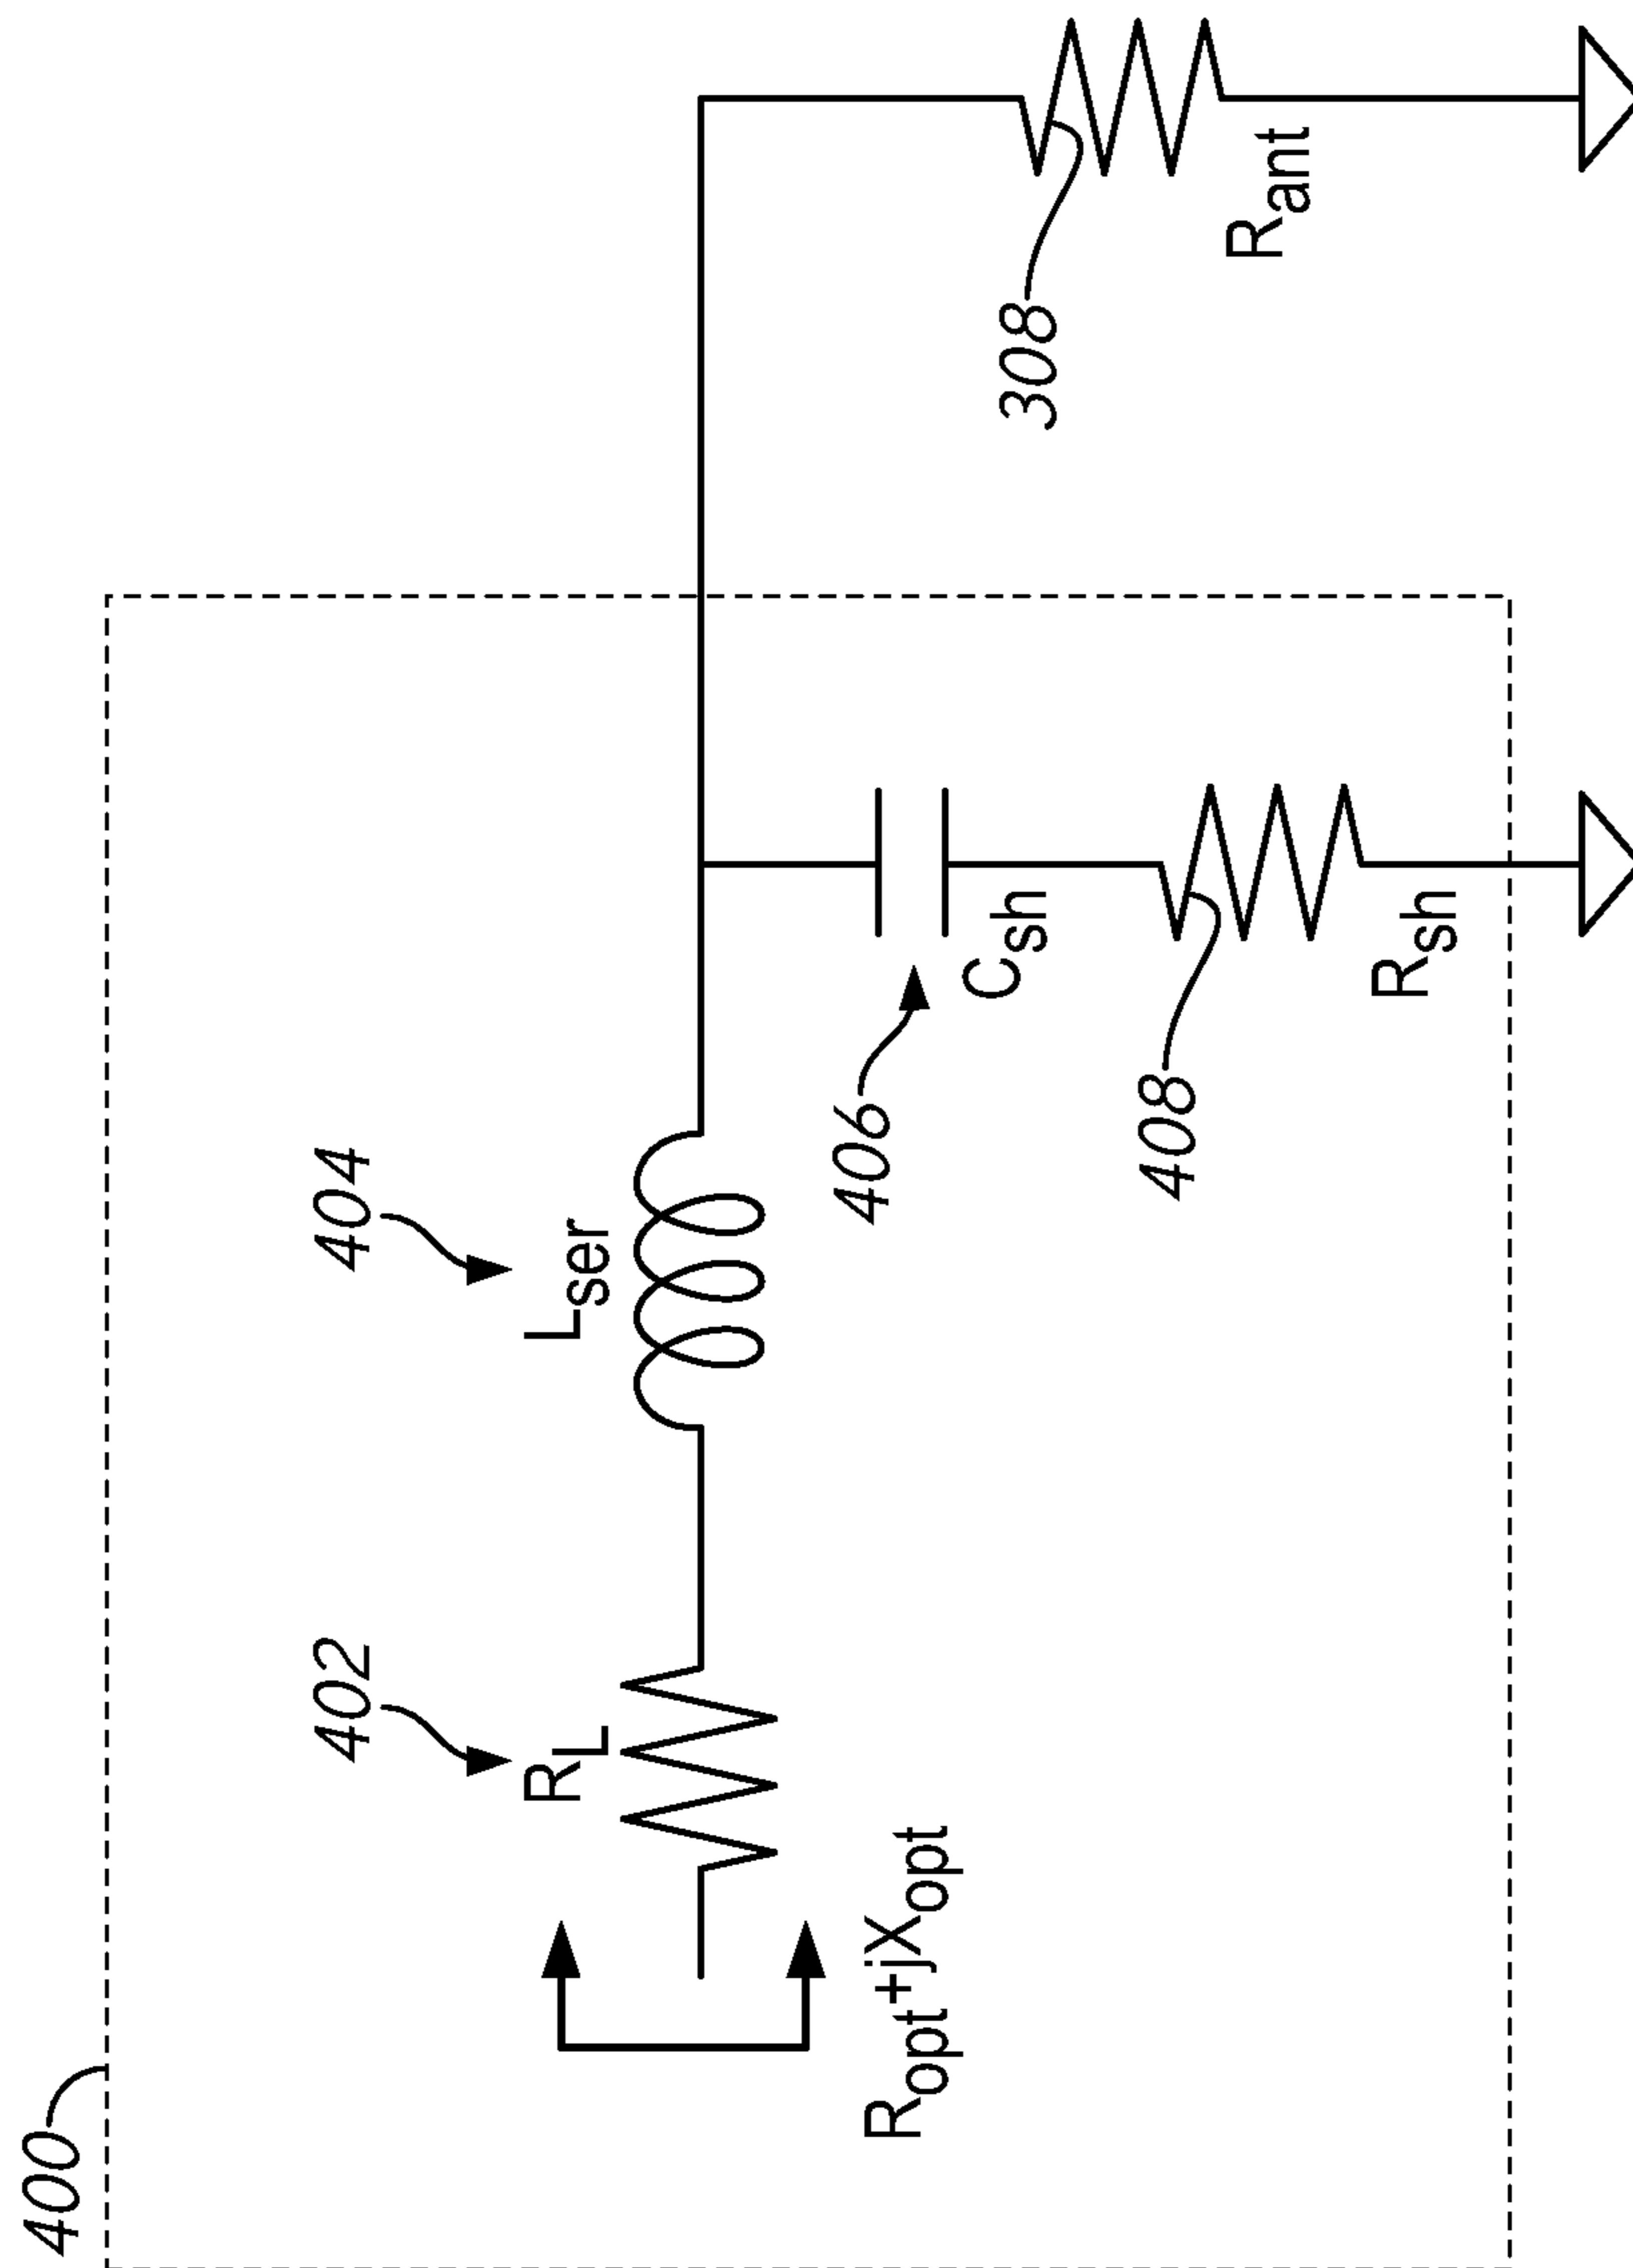 400
402
404
R_L
L_ser
R_opt+jX_opt
406
C_sh
408
R_sh
308
R_ant